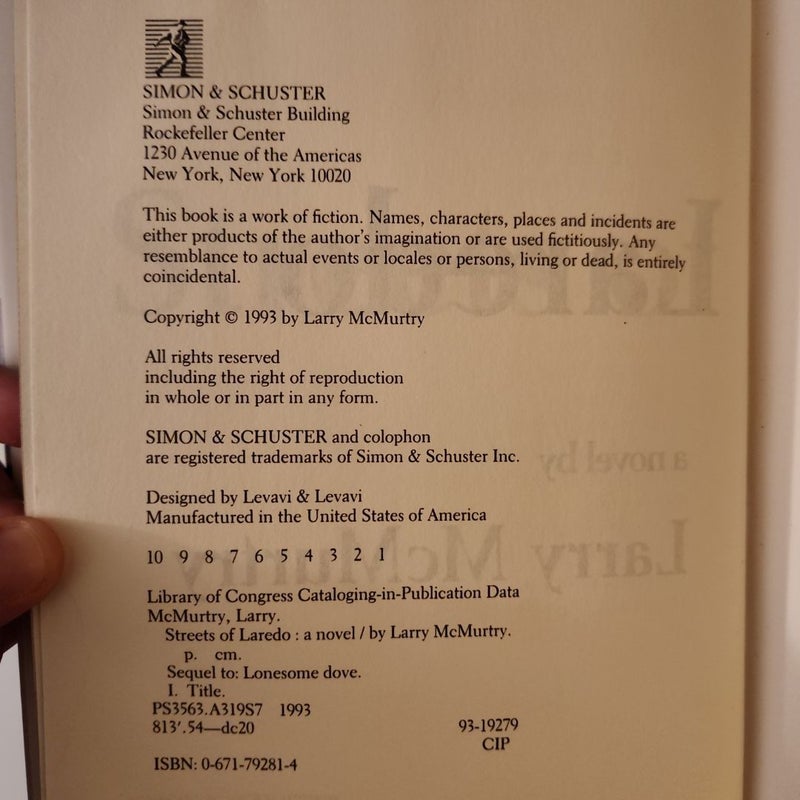 SIMON & SCHUSTER
Simon & Schuster Building
Rockefeller Center
1230 Avenue of the Americas
New York, New York 10020
This book is a work of fiction. Names, characters, places and incidents are
either products of the author's imagination or are used fictitiously. Any
resemblance to actual events or locales or persons, living or dead, is entirely
coincidental.
Copyright © 1993 by Larry McMurtry
All rights reserved
including the right of reproduction
in whole or in part in any form.
SIMON & SCHUSTER and colophon
are registered trademarks of Simon & Schuster Inc.
Designed by Levavi & Levavi
Manufactured in the United States of America
10 9 8 7 6 5 4 3 2 1
Library of Congress Cataloging-in-Publication Data
McMurtry, Larry.
Streets of Laredo : a novel / by Larry McMurtry.
p. cm.
Sequel to: Lonesome dove.
I. Title.
PS3563.A319S7 1993
813'.54—dc20 93-19279
CIP
ISBN: 0-671-79281-4